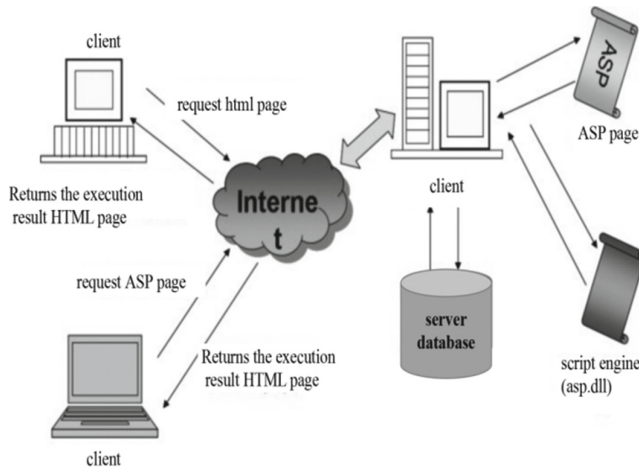 client
request html page
Returns the execution
result HTML page
Interne
t
request ASP page
Returns the execution
result HTML page
client
client
ASP
ASP page
server
database
script engine
(asp.dll)